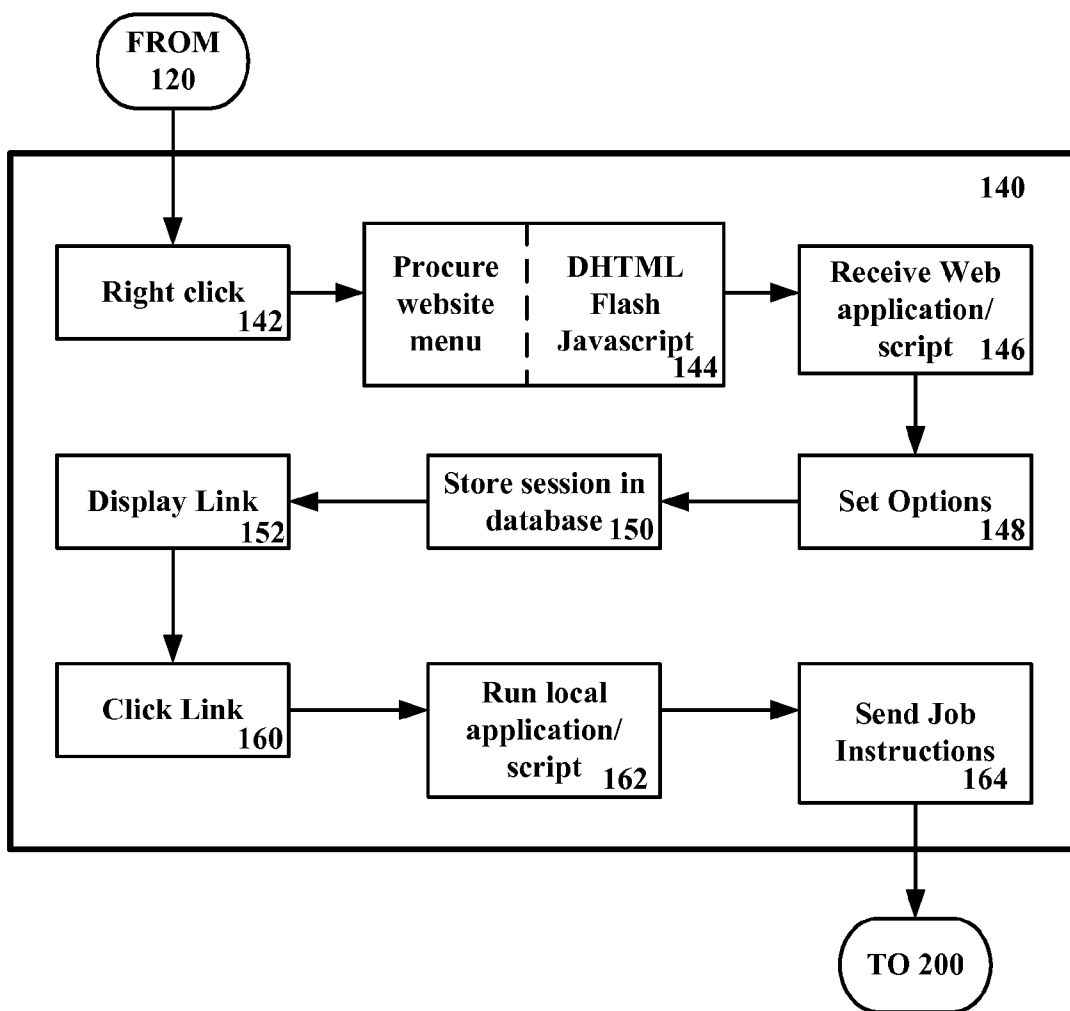 FROM
120
140
Right click
142
Procure
website
menu
DHTML
Flash
Javascript
144
Receive Web
application/
script
146
Display Link
152
Store session in
database
150
Set Options
148
Click Link
160
Run local
application/
script
162
Send Job
Instructions
164
TO 200